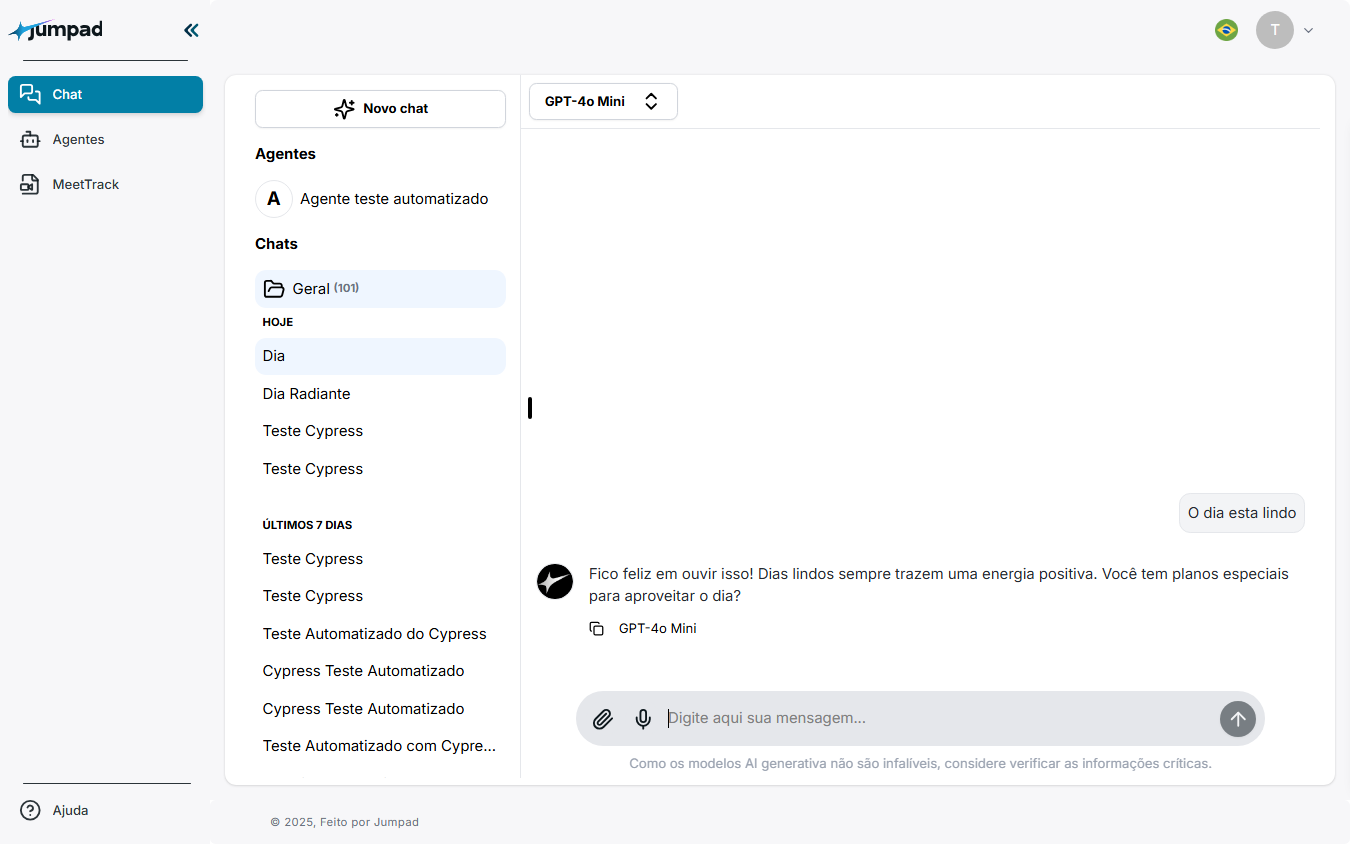 Jumpad
T
Chat
Agentes
MeetTrack
Ajuda
Novo chat
Agentes
A
Agente teste automatizado
Chats
Geral (101)
HOJE
Dia
Dia Radiante
Teste Cypress
Teste Cypress
ÚLTIMOS 7 DIAS
Teste Cypress
Teste Cypress
Teste Automatizado do Cypress
Cypress Teste Automatizado
Cypress Teste Automatizado
Teste Automatizado com Cypre...
GPT-4o Mini
O dia esta lindo
Fico feliz em ouvir isso! Dias lindos sempre trazem uma energia positiva. Você tem planos especiais
para aproveitar o dia?
GPT-4o Mini
Digite aqui sua mensagem...
Como os modelos AI generativa não são infalíveis, considere verificar as informações críticas.
© 2025, Feito por Jumpad